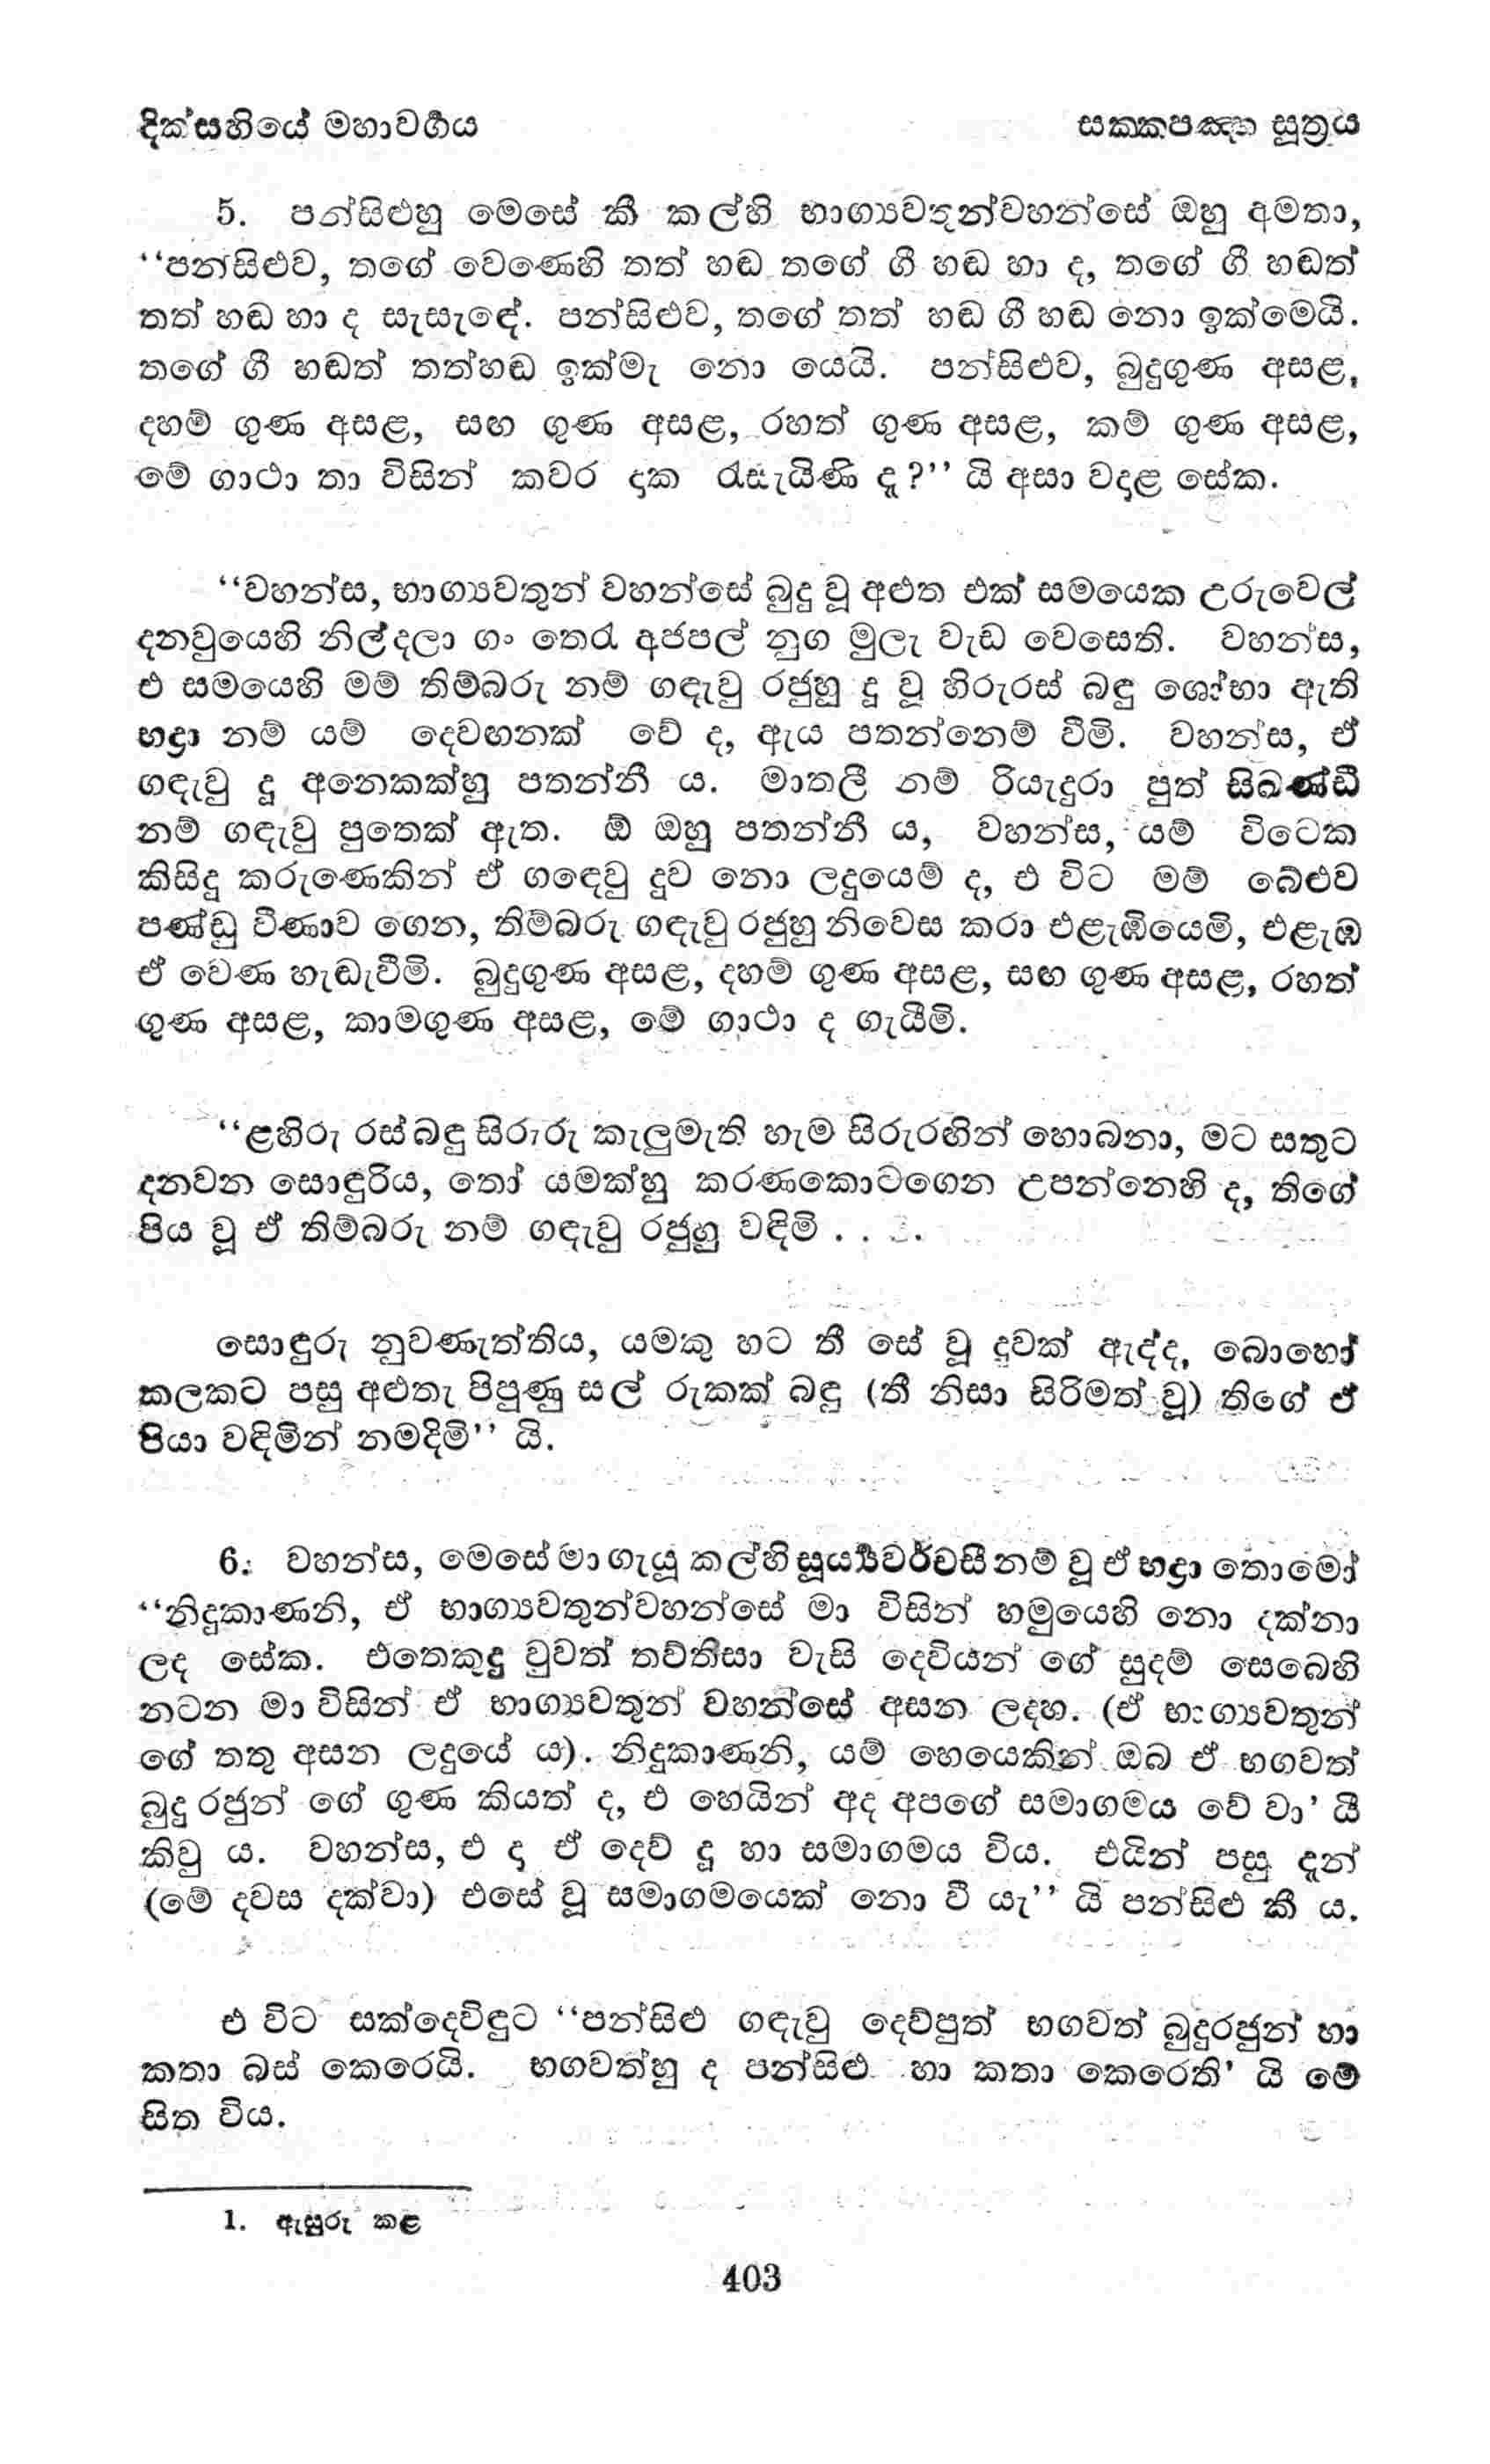 දික්සඟියේ මහාවර්‍ගය
සක්කපඤ්හ සූත්‍රය
5. පන්සිළුහු මෙසේ කී කල්හි භාග්‍යවතුන්වහන්සේ ඔහු අමතා,
“පන්සිළුව, තගේ වෙණෙහි තත් හඬ තගේ ගී හඬ හා ද, තගේ ගී හඬත්
තත් හඬ හා ද සැසැඳේ. පන්සිළුව, තගේ තත් හඬ ගී හඬ නො ඉක්මෙයි.
තගේ ගී හඬත් තත්හඬ ඉක්මැ නො යෙයි. පන්සිළුව, බුදුගුණ අසළ,
දහම් ගුණ අසළ, සඟ ගුණ අසළ, රහත් ගුණ අසළ, කම් ගුණ අසළ,
මේ ගාථා තා විසින් කවර දක රැසැයිණි ද?” යි අසා වදළ සේක.
“වහන්ස, භාග්‍යවතුන් වහන්සේ බුදු වූ අළුත එක් සමයෙක උරුවෙල්
දනවුයෙහි නිල්දලා ගං තෙර අජපල් නුග මුලැ වැඩ වෙසෙති. වහන්ස,
එ සමයෙහි මම් තිම්බරු නම් ගඳැවු රජුහු දූ වූ හිරුරස් බඳු ශෝභා ඇති
භද්‍රා නම් යම් දෙවඟනක් වේ ද, ඇය පතන්නෙම් වීමි. වහන්ස, ඒ
ගඳැවු දූ අනෙකක්හු පතන්නී ය. මාතලී නම් රියැදුරා පුත් සිඛණ්ඩී
නම් ගඳැවු පුතෙක් ඇත. ඕ ඔහු පතන්නී ය, වහන්ස, යම් විටෙක
කිසිදු කරුණෙකින් ඒ ගඳෙවු දුව නො ලදුයෙම් ද, එ විට මම් බේළුව
පණ්ඩු වීණාව ගෙන, තිම්බරු ගඳැවු රජුහු නිවෙස කරා එළැඹියෙමි, එළැඹ
ඒ වෙණ හැඬැවීමි. බුදුගුණ අසළ, දහම් ගුණ අසළ, සඟ ගුණ අසළ, රහත්
ගුණ අසළ, කාමගුණ අසළ, මේ ගාථා ද ගැයීමි.
“ළහිරු රස් බඳු සිරුරු කැලුමැති හැම සිරුරඟින් හොබනා, මට සතුට
දනවන සොඳුරිය, තෝ යමක්හු කරණකොටගෙන උපන්නෙහි ද, තිගේ
පිය වූ ඒ තිම්බරු නම් ගඳැවු රජුහු වඳිමි . . . .
සොඳුරු නුවණැත්තිය, යමකු හට තී සේ වූ දුවක් ඇද්ද, බොහෝ
කලකට පසු අළුතැ පිපුණු සල් රුකක් බඳු (තී නිසා සිරිමත් වූ) තිගේ ඒ
පියා වඳිමින් නමදිමි” යි.
6. වහන්ස, මෙසේ මා ගැයූ කල්හි සූර්‍ය්‍යවර්චසී නම් වූ ඒ භද්‍රා තොමෝ
“නිදුකාණනි, ඒ භාග්‍යවතුන්වහන්සේ මා විසින් හමුයෙහි නො දක්නා
ලද සේක. එතෙකුදු වුවත් තව්තිසා වැසි දෙවියන් ගේ සුදම් සෙබෙහි
නටන මා විසින් ඒ භාග්‍යවතුන් වහන්සේ අසන ලදහ. (ඒ භාග්‍යවතුන්
ගේ තතු අසන ලදුයේ ය). නිදුකාණනි, යම් හෙයෙකින් ඔබ ඒ භගවත්
බුදු රජුන් ගේ ගුණ කියත් ද, එ හෙයින් අද අපගේ සමාගමය වේ වා’ යී
කිවු ය. වහන්ස, එ ද ඒ දෙව් දූ හා සමාගමය විය. එයින් පසු දැන්
(මේ දවස දක්වා) එසේ වූ සමාගමයෙක් නො වී යැ” යි පන්සිළු කී ය.
එ විට සක්දෙවිඳුට “පන්සිළු ගඳැවු දෙව්පුත් භගවත් බුදුරජුන් හා
කතා බස් කෙරෙයි. භගවත්හු ද පන්සිළු හා කතා කෙරෙති’ යි මේ
සිත විය.
1. ඇසුරු කළ
403